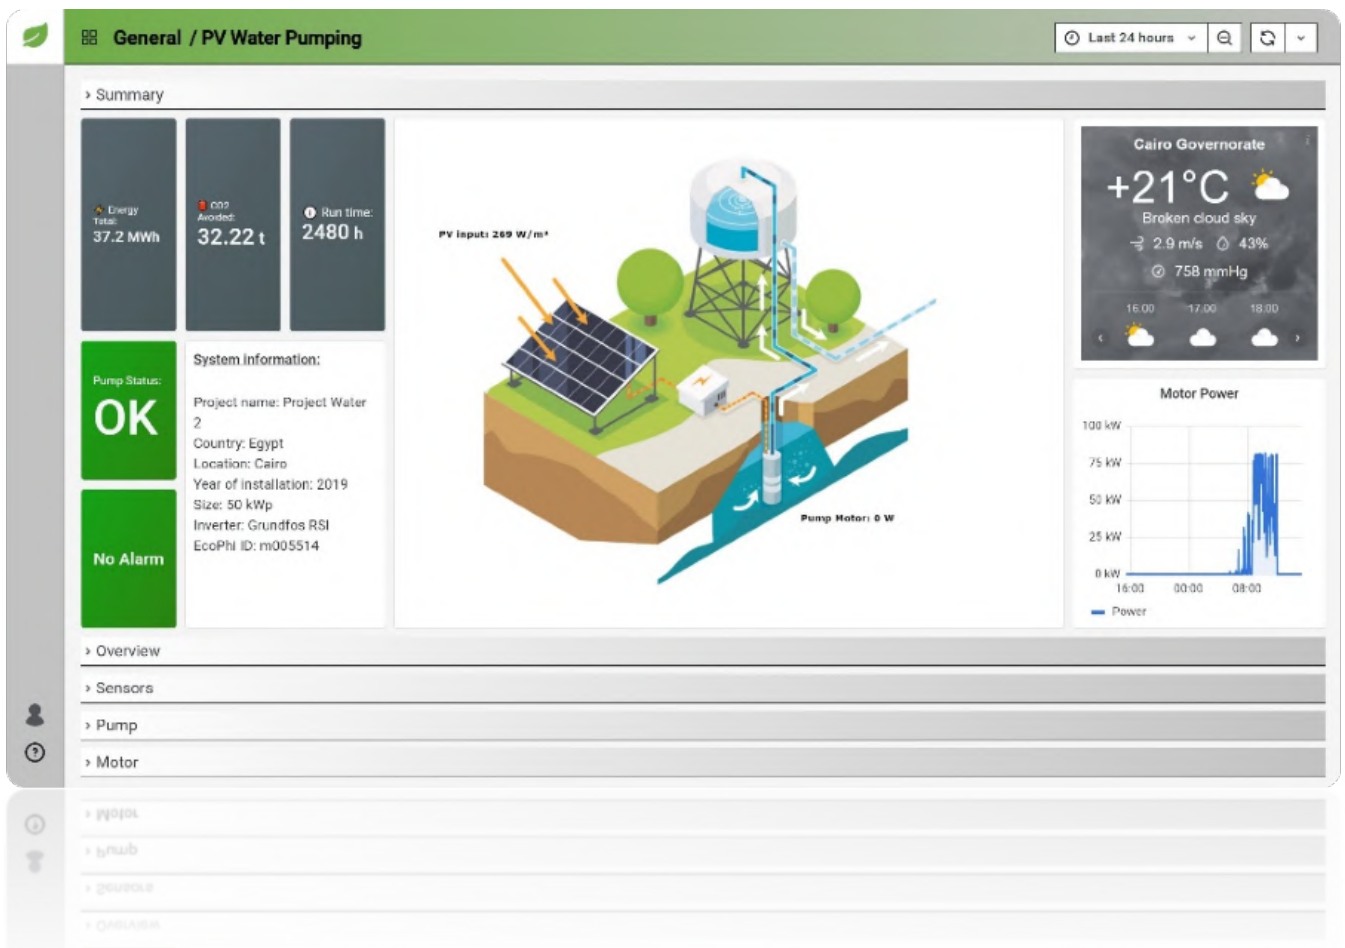 General / PV Water Pumping
Last 24 hours
Summary
Energy
Total:
37.2 MWh
CO2
Avoided:
32.22 t
Run time:
2480 h
Pump Status:
OK
No Alarm
System information:
Project name: Project Water
2
Country: Egypt
Location: Cairo
Year of installation: 2019
Size: 50 kWp
Inverter: Grundfos RSI
EcoPhi ID: m005514
PV input: 269 W/m²
Pump Motor: 0 W
Cairo Governorate
+21°C
Broken cloud sky
2.9 m/s 43%
758 mmHg
16:00 17:00 18:00
Motor Power
100 kW
75 kW
50 kW
25 kW
0 kW
16:00 00:00 08:00
Power
Overview
Sensors
Pump
Motor
Motor
Pump
Sensors
Overview